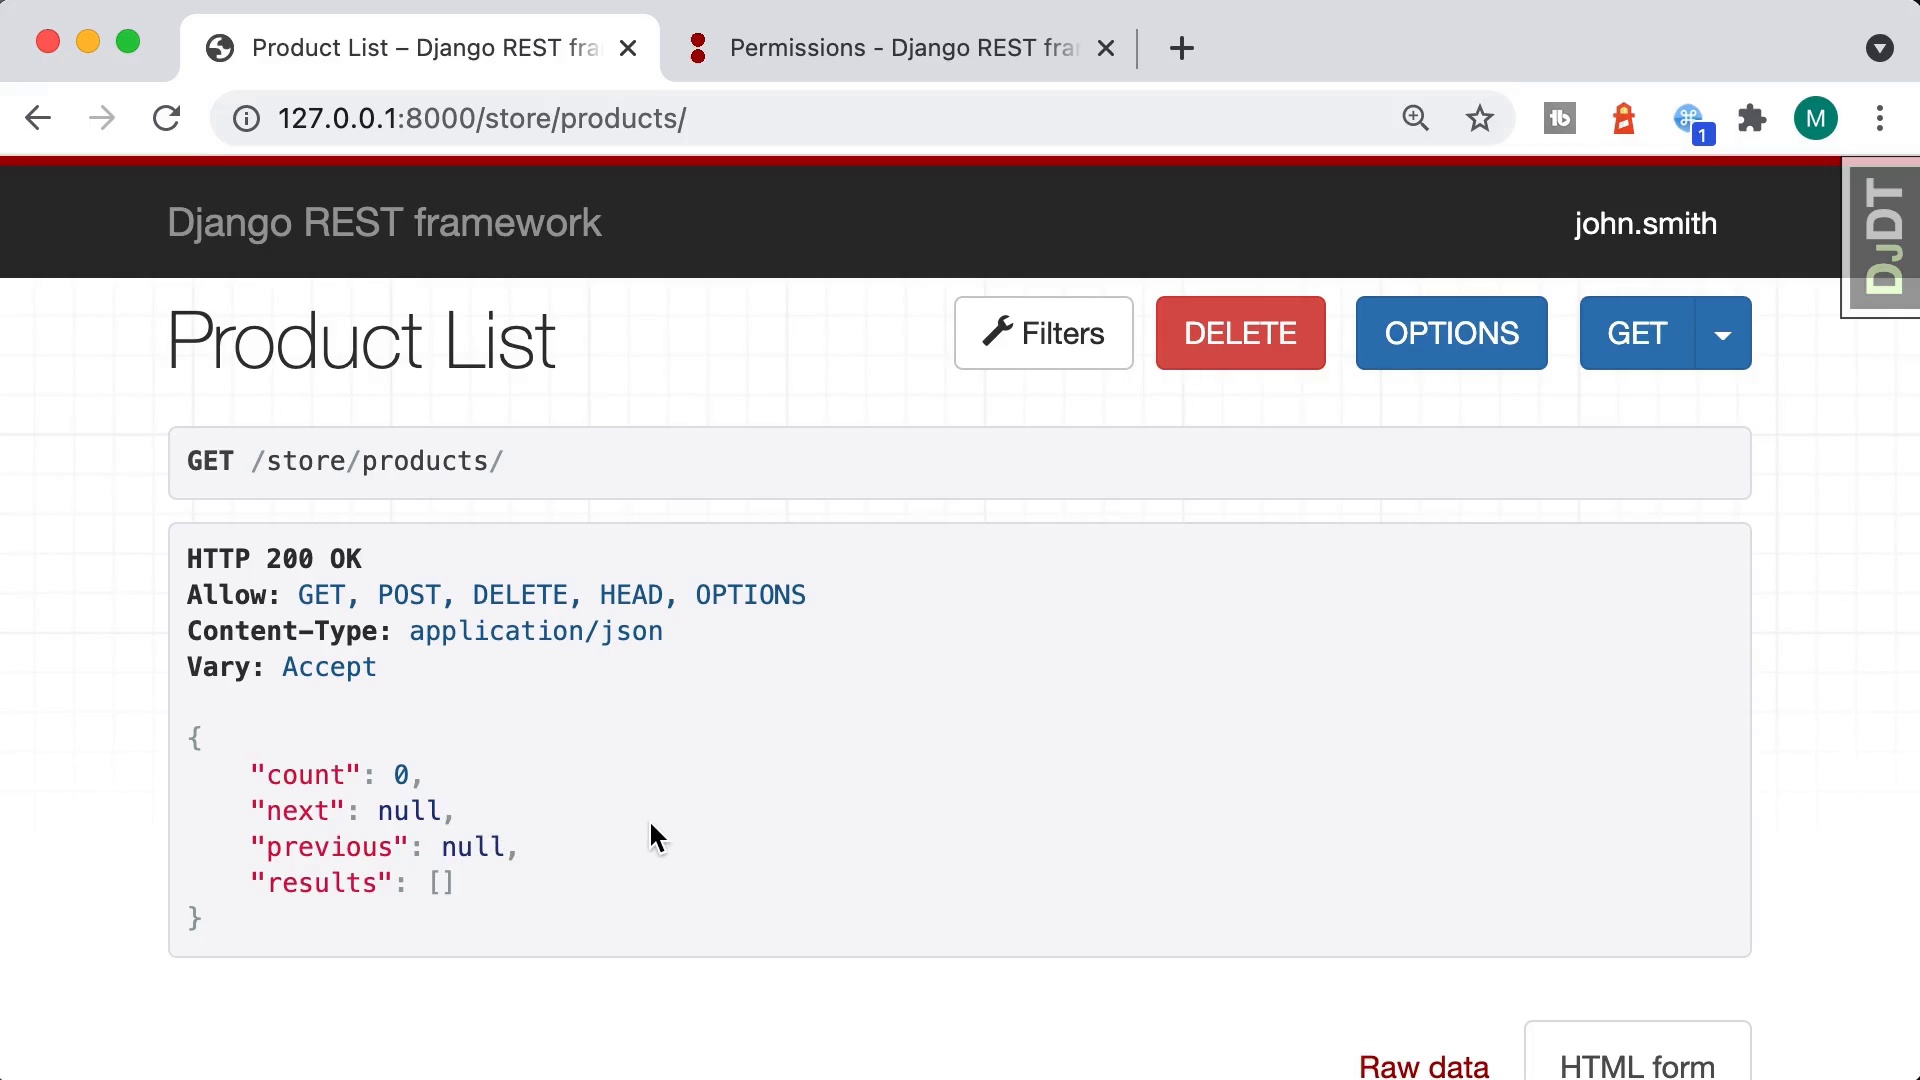 Product List – Django REST fra
Permissions - Django REST fra
127.0.0.1:8000/store/products/
1
M
Django REST framework
john.smith
DJDT
Product List
Filters
DELETE
OPTIONS
GET
GET /store/products/
HTTP 200 OK
Allow: GET, POST, DELETE, HEAD, OPTIONS
Content-Type: application/json
Vary: Accept
{
"count": 0,
"next": null,
"previous": null,
"results": []
}
Raw data
HTML form